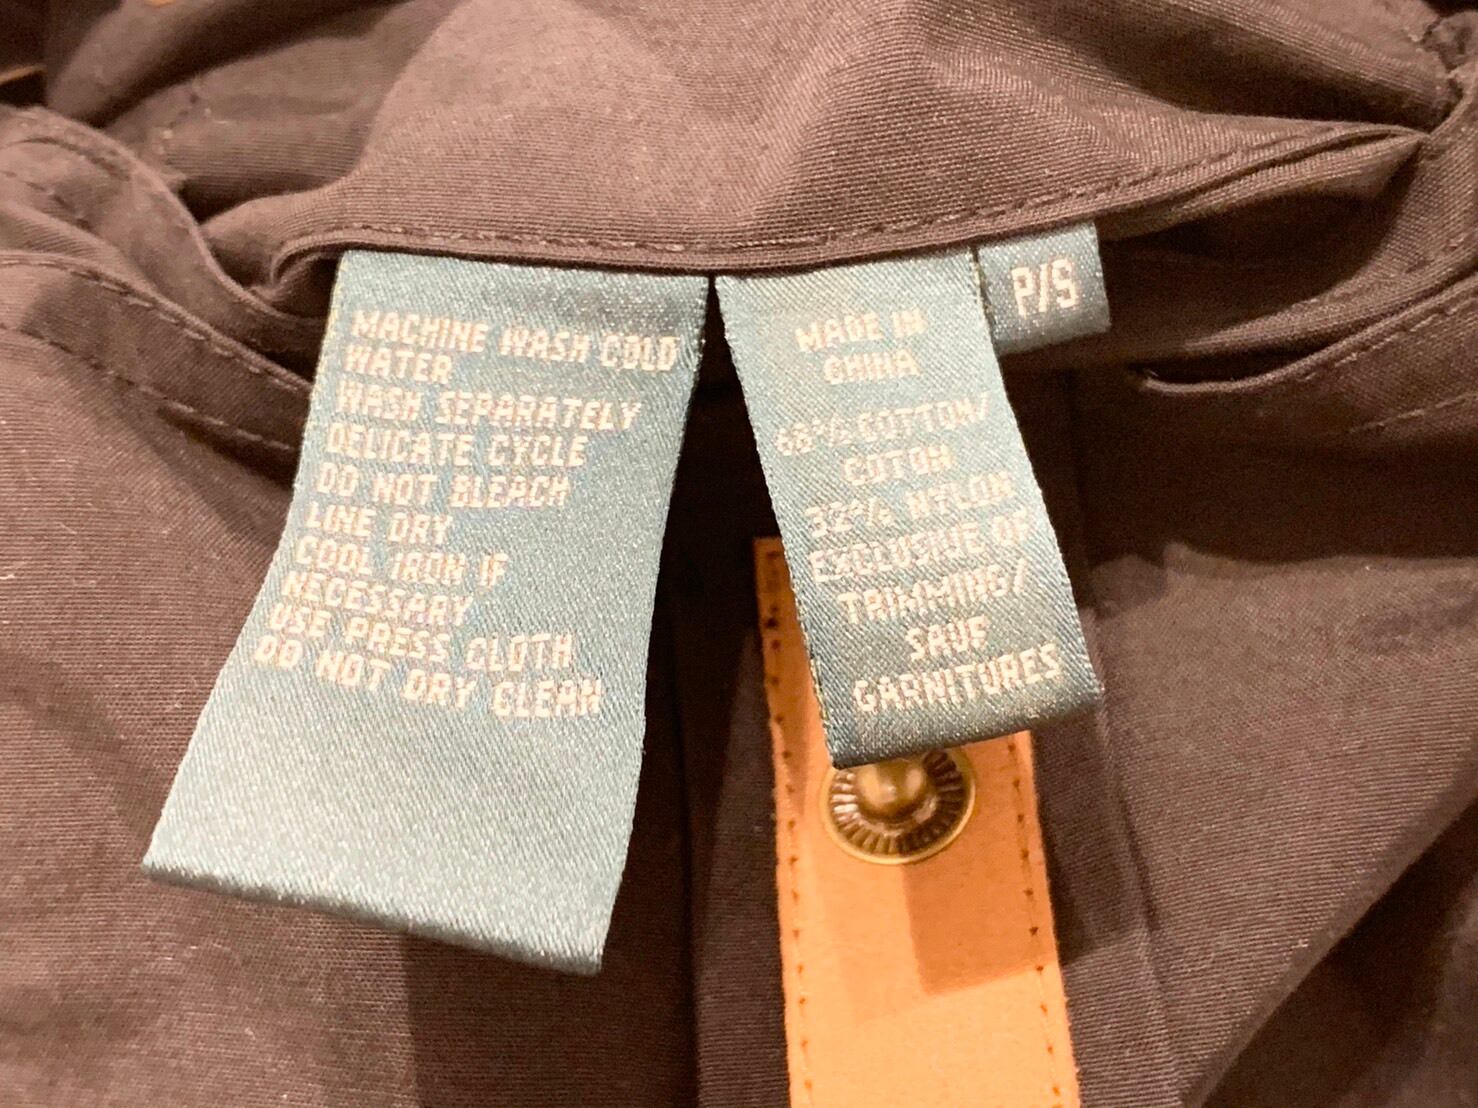 MACHINE WASH COLD
WATER
WASH SEPARATELY
DELICATE CYCLE
DO NOT BLEACH
LINE DRY
COOL IRON IF
NECESSARY
USE PRESS CLOTH
DO NOT DRY CLEAN
MADE IN
CHINA
68% COTTON/
COTON
32% NYLON
EXCLUSIVE OF
TRIMMING/
SAUF
GARNITURES
P/S